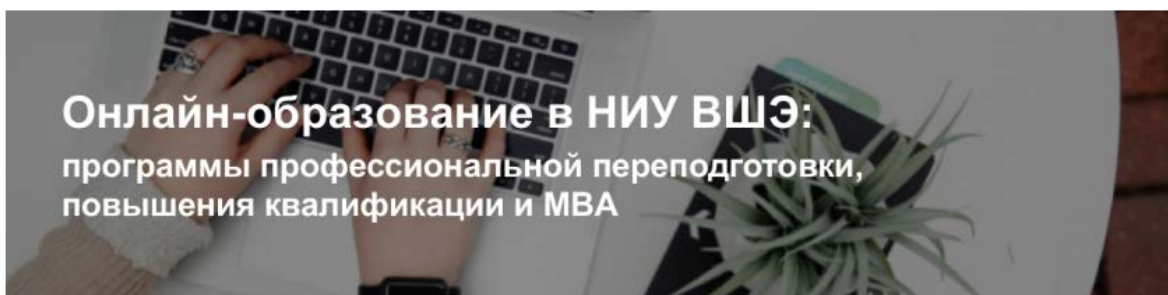 Онлайн-образование в НИУ ВШЭ:
программы профессиональной переподготовки,
повышения квалификации и MBA